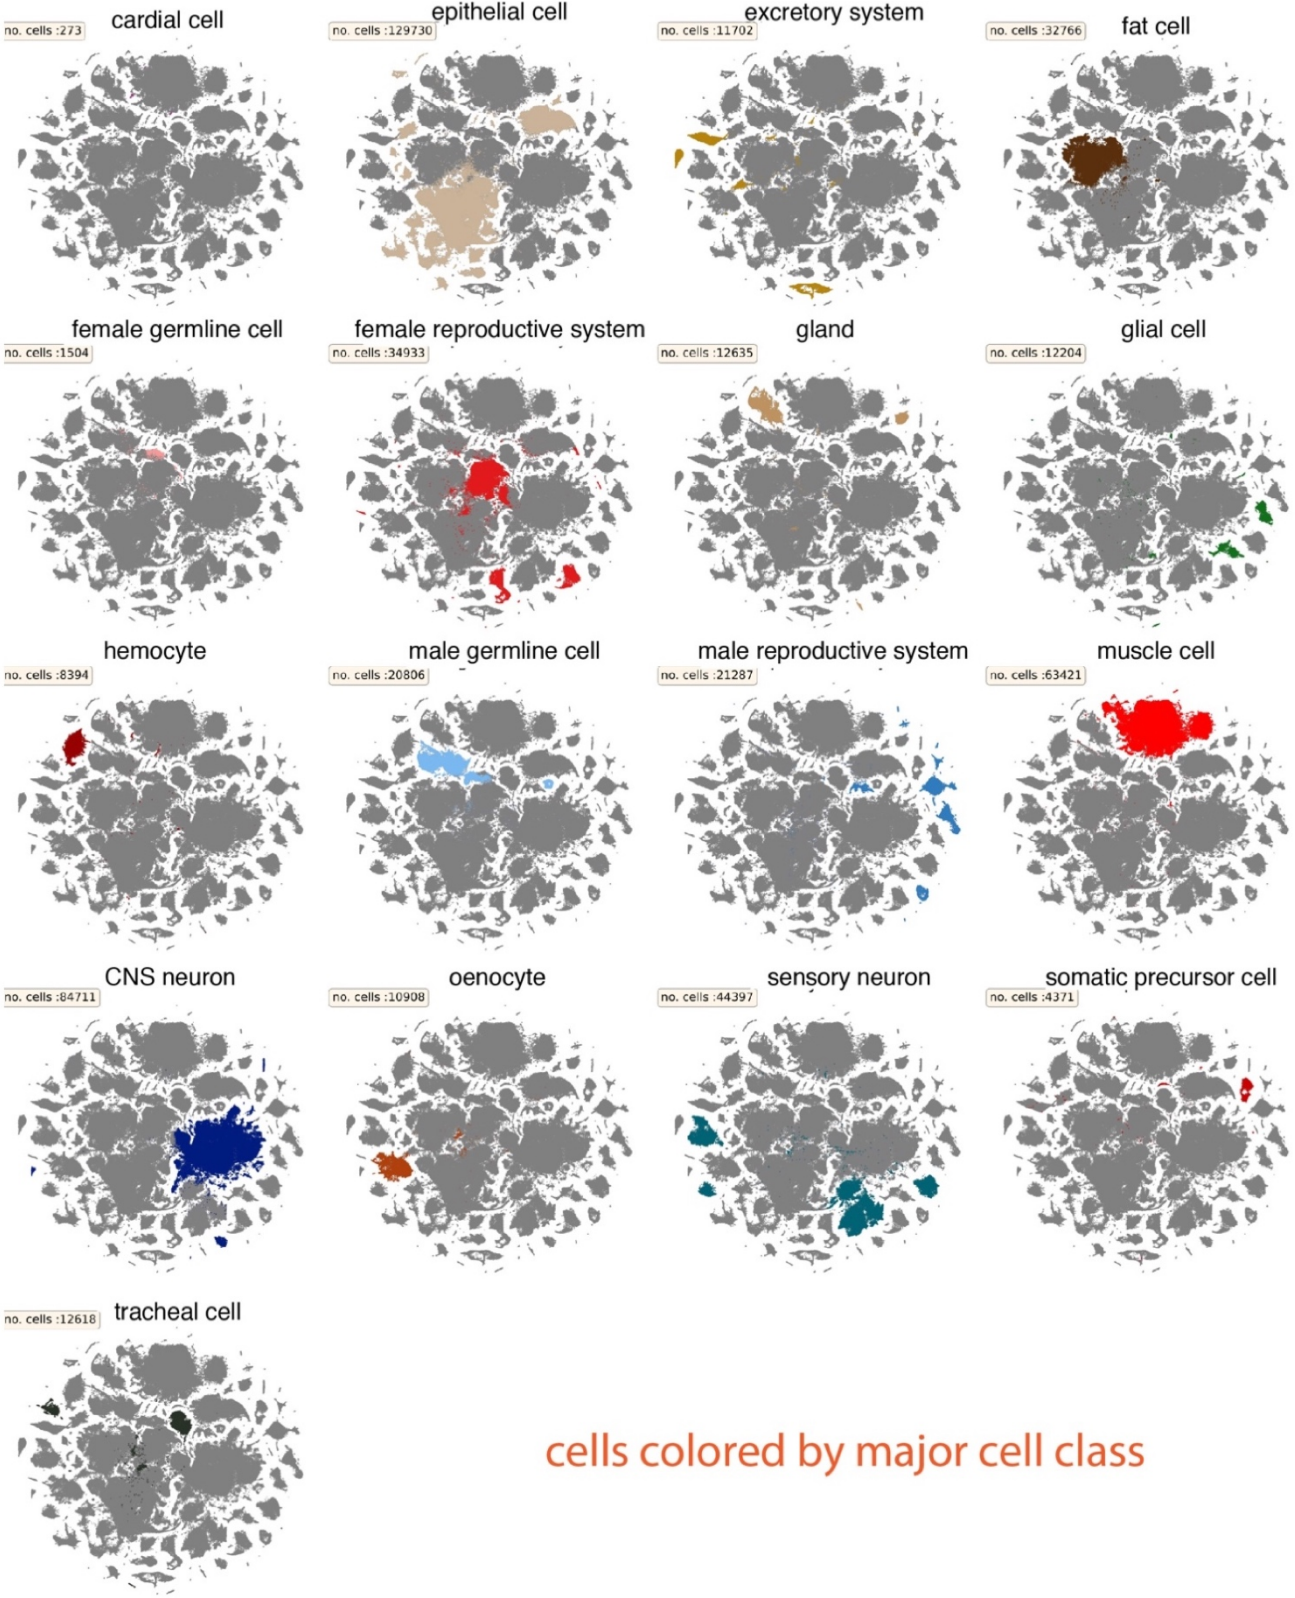 cardial cell
no. cells :273
epithelial cell
no. cells :129730
excretory system
no. cells :11702
fat cell
no. cells :32766
female germline cell
no. cells :1504
female reproductive system
no. cells :34933
gland
no. cells :12635
glial cell
no. cells :12204
hemocyte
no. cells :8394
male germline cell
no. cells :20806
male reproductive system
no. cells :21287
muscle cell
no. cells :63421
CNS neuron
no. cells :84711
oenocyte
no. cells :10908
sensory neuron
no. cells :44397
somatic precursor cell
no. cells :4371
tracheal cell
no. cells :12618
cells colored by major cell class